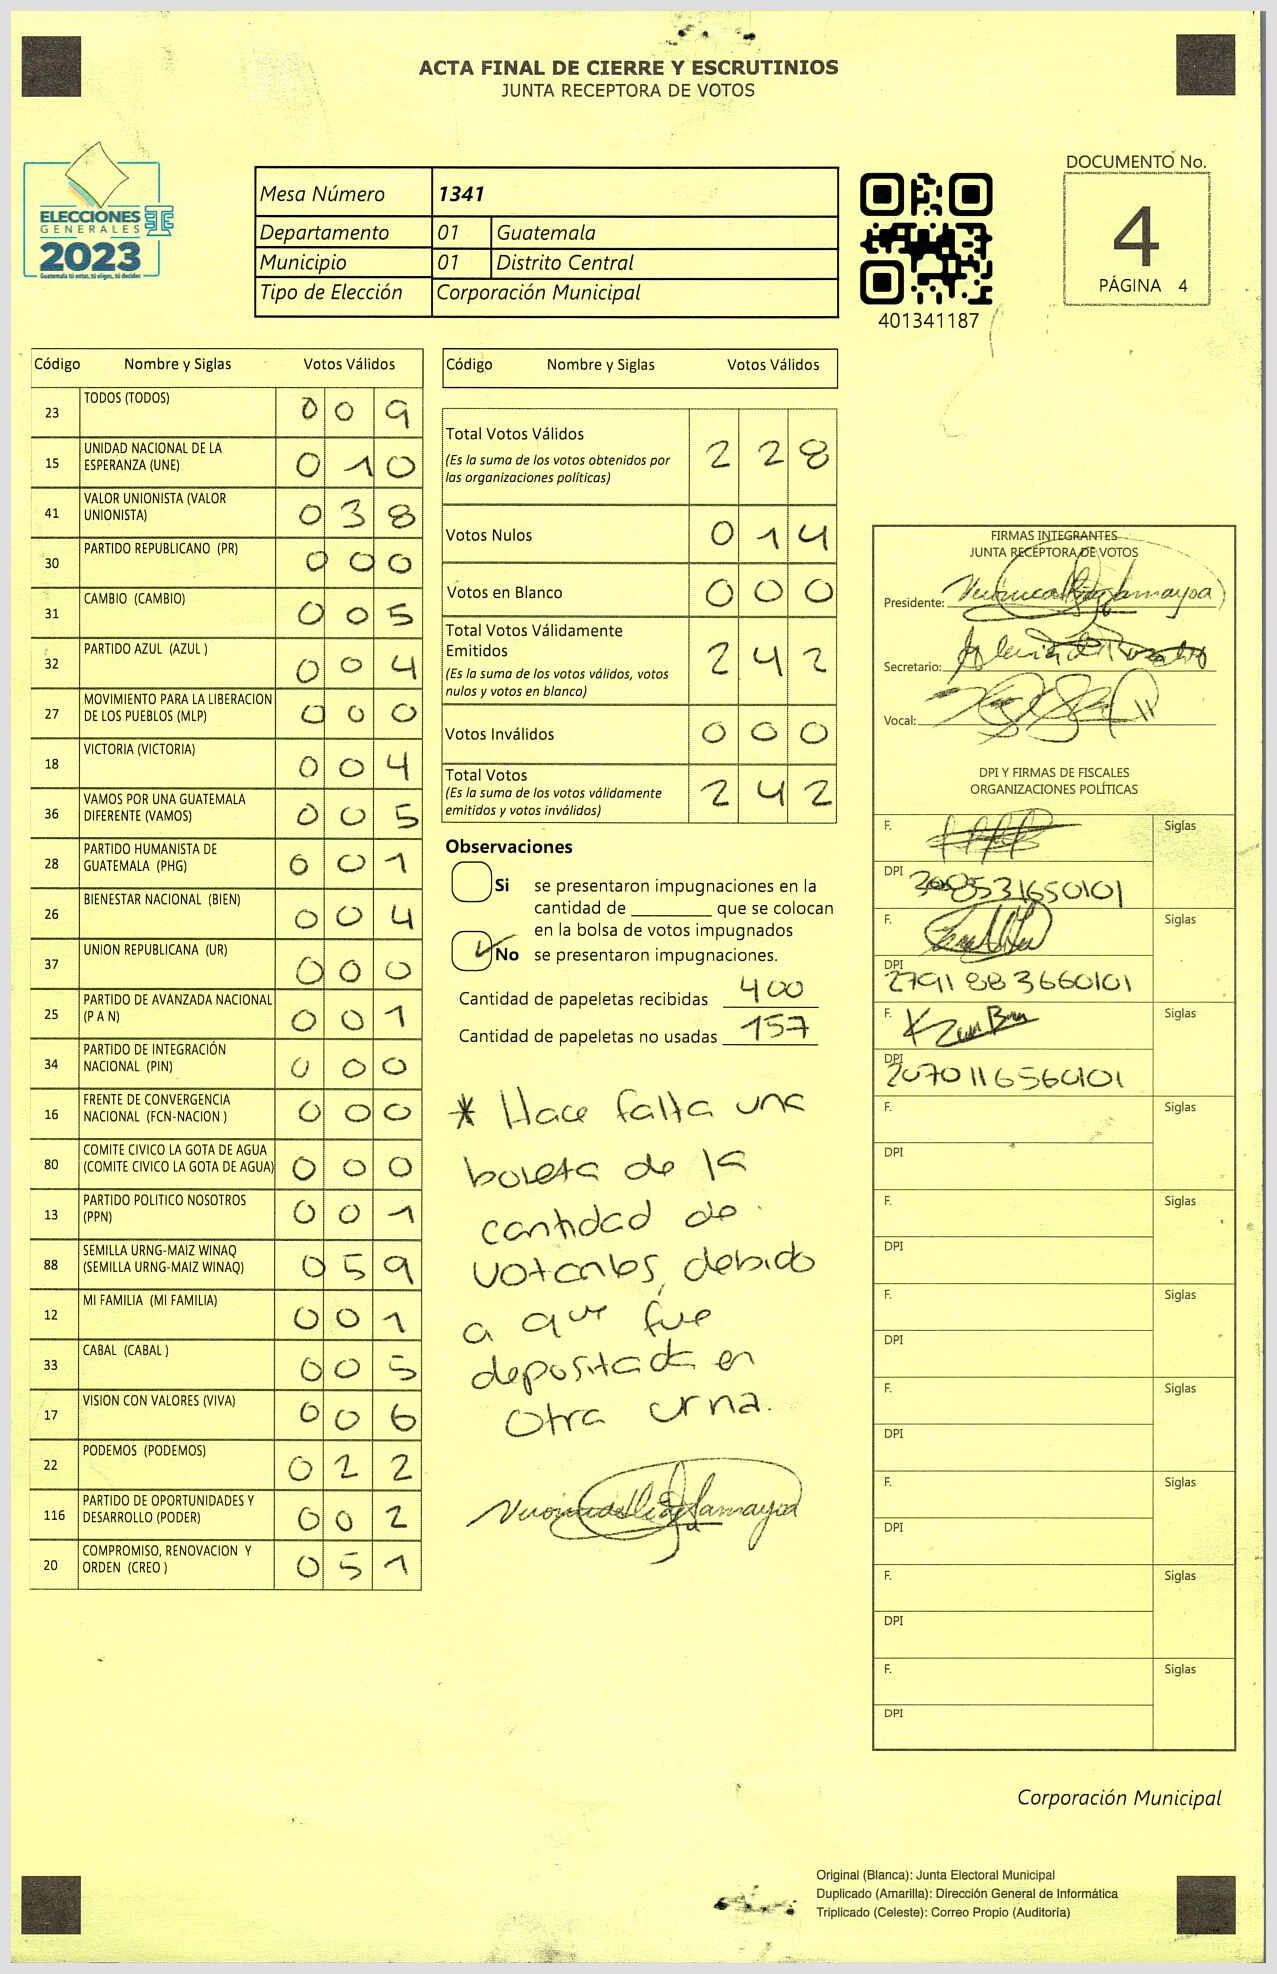 ACTA FINAL DE CIERRE Y ESCRUTINIOS
JUNTA RECEPTORA DE VOTOS
ELECCIONES
GENERALES
2023
Guatemala tú votas, tú eliges, tú decides
Mesa Número 1341
Departamento 01 Guatemala
Municipio 01 Distrito Central
Tipo de Elección Corporación Municipal
401341187
DOCUMENTO No.
4
PÁGINA 4
Código Nombre y Siglas Votos Válidos
23 TODOS (TODOS) 0 0 9
15 UNIDAD NACIONAL DE LA
ESPERANZA (UNE) 0 1 0
41 VALOR UNIONISTA (VALOR
UNIONISTA) 0 3 8
30 PARTIDO REPUBLICANO (PR) 0 0 0
31 CAMBIO (CAMBIO) 0 0 5
32 PARTIDO AZUL (AZUL ) 0 0 4
27 MOVIMIENTO PARA LA LIBERACION
DE LOS PUEBLOS (MLP) 0 0 0
18 VICTORIA (VICTORIA) 0 0 4
36 VAMOS POR UNA GUATEMALA
DIFERENTE (VAMOS) 0 0 5
28 PARTIDO HUMANISTA DE
GUATEMALA (PHG) 0 0 1
26 BIENESTAR NACIONAL (BIEN) 0 0 4
37 UNION REPUBLICANA (UR) 0 0 0
25 PARTIDO DE AVANZADA NACIONAL
(P A N) 0 0 1
34 PARTIDO DE INTEGRACIÓN
NACIONAL (PIN) 0 0 0
16 FRENTE DE CONVERGENCIA
NACIONAL (FCN-NACION ) 0 0 0
80 COMITE CIVICO LA GOTA DE AGUA
(COMITE CIVICO LA GOTA DE AGUA) 0 0 0
13 PARTIDO POLITICO NOSOTROS
(PPN) 0 0 1
88 SEMILLA URNG-MAIZ WINAQ
(SEMILLA URNG-MAIZ WINAQ) 0 5 9
12 MI FAMILIA (MI FAMILIA) 0 0 1
33 CABAL (CABAL ) 0 0 5
17 VISION CON VALORES (VIVA) 0 0 6
22 PODEMOS (PODEMOS) 0 2 2
116 PARTIDO DE OPORTUNIDADES Y
DESARROLLO (PODER) 0 0 2
20 COMPROMISO, RENOVACION Y
ORDEN (CREO ) 0 5 1
Código Nombre y Siglas Votos Válidos
Total Votos Válidos
(Es la suma de los votos obtenidos por
las organizaciones políticas) 2 2 8
Votos Nulos 0 1 4
Votos en Blanco 0 0 0
Total Votos Válidamente
Emitidos
(Es la suma de los votos válidos, votos
nulos y votos en blanco) 2 4 2
Votos Inválidos 0 0 0
Total Votos
(Es la suma de los votos válidamente
emitidos y votos inválidos) 2 4 2
Observaciones
Si se presentaron impugnaciones en la
cantidad de ________ que se colocan
en la bolsa de votos impugnados
No se presentaron impugnaciones.
Cantidad de papeletas recibidas 400
Cantidad de papeletas no usadas 157
* Hace falta una
boleta de la
cantidad de
votantes, debido
a que fue
depositada en
otra urna.
FIRMAS INTEGRANTES
JUNTA RECEPTORA DE VOTOS
Presidente:
Secretario:
Vocal:
DPI Y FIRMAS DE FISCALES
ORGANIZACIONES POLÍTICAS
F. Siglas
DPI 3008531650101
F. Siglas
DPI 2791883660101
F. Siglas
DPI 2070116560101
F. Siglas
DPI
F. Siglas
DPI
F. Siglas
DPI
F. Siglas
DPI
F. Siglas
DPI
F. Siglas
DPI
F. Siglas
DPI
Corporación Municipal
Original (Blanca): Junta Electoral Municipal
Duplicado (Amarilla): Dirección General de Informática
Triplicado (Celeste): Correo Propio (Auditoría)